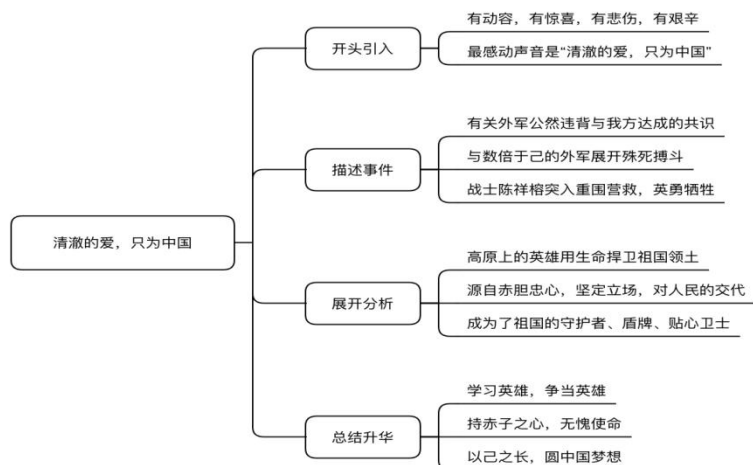 清澈的爱，只为中国
开头引入
有动容，有惊喜，有悲伤，有艰辛
最感动声音是“清澈的爱，只为中国”
描述事件
有关外军公然违背与我方达成的共识
与数倍于己的外军展开殊死搏斗
战士陈祥榕突入重围营救，英勇牺牲
展开分析
高原上的英雄用生命捍卫祖国领土
源自赤胆忠心，坚定立场，对人民的交代
成为了祖国的守护者、盾牌、贴心卫士
总结升华
学习英雄，争当英雄
持赤子之心，无愧使命
以己之长，圆中国梦想